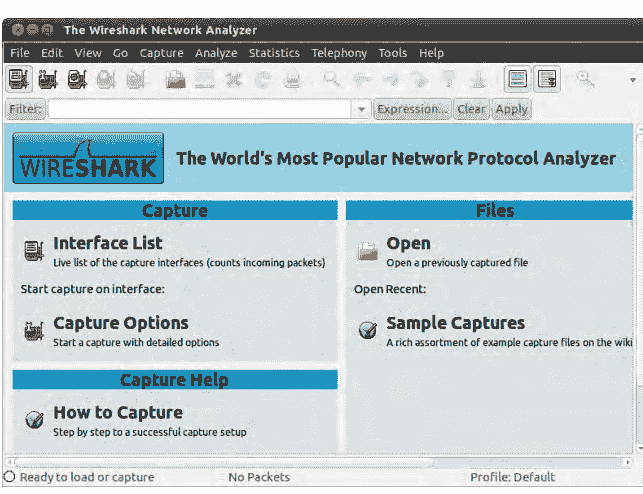 The Wireshark Network Analyzer
File Edit View Go Capture Analyze Statistics Telephony Tools Help
Filter: Expression... Clear Apply
WIRESHARK The World's Most Popular Network Protocol Analyzer
Capture
Interface List
Live list of the capture interfaces (counts incoming packets)
Start capture on interface:
Capture Options
Start a capture with detailed options
Capture Help
How to Capture
Step by step to a successful capture setup
Files
Open
Open a previously captured file
Open Recent:
Sample Captures
A rich assortment of example capture files on the wiki
Ready to load or capture No Packets Profile: Default